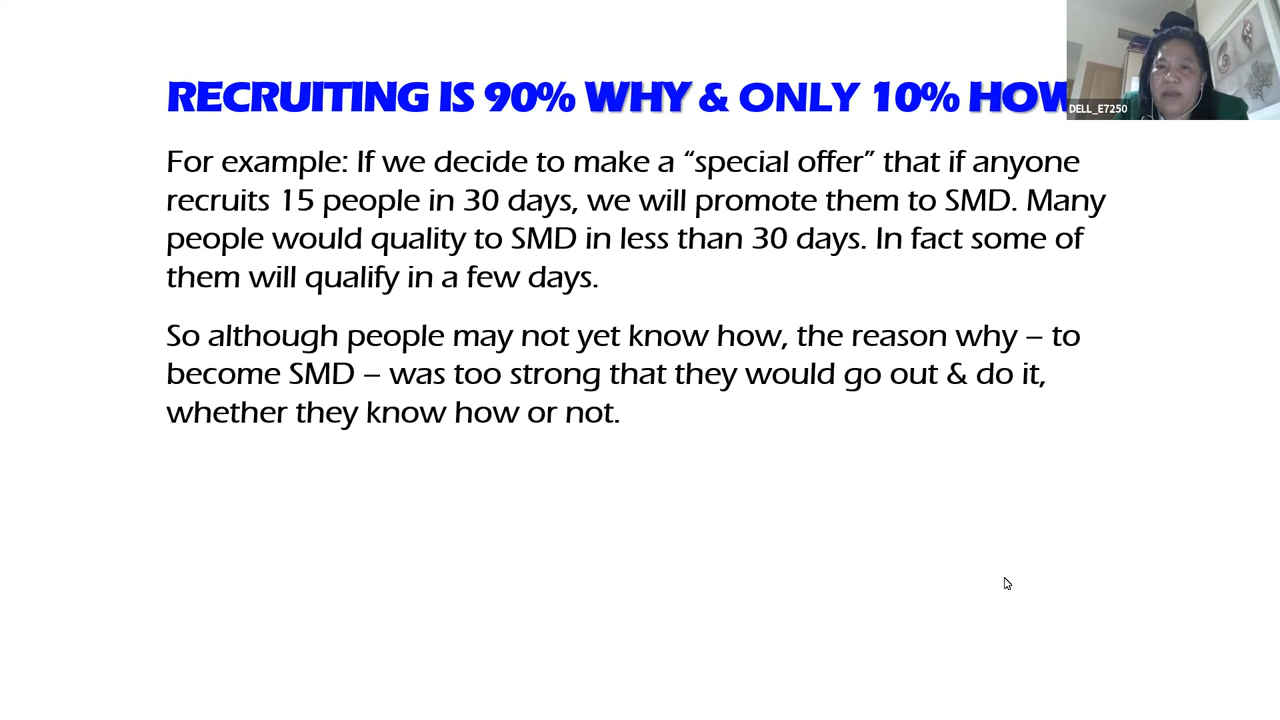 RECRUITING IS 90% WHY & ONLY 10% HOW
DELL_E7250
For example: If we decide to make a “special offer” that if anyone
recruits 15 people in 30 days, we will promote them to SMD. Many
people would quality to SMD in less than 30 days. In fact some of
them will qualify in a few days.
So although people may not yet know how, the reason why – to
become SMD – was too strong that they would go out & do it,
whether they know how or not.